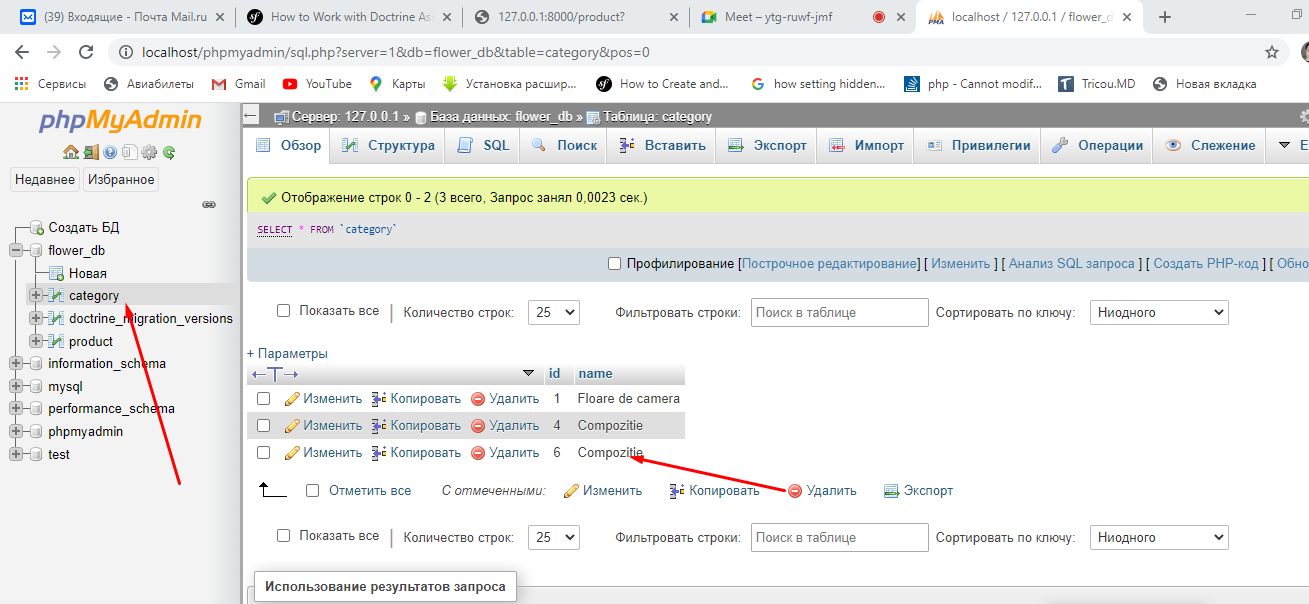 (39) Входящие - Почта Mail.ru
How to Work with Doctrine Ass
127.0.0.1:8000/product?
Meet – ytg-ruwf-jmf
localhost / 127.0.0.1 / flower_d
localhost/phpmyadmin/sql.php?server=1&db=flower_db&table=category&pos=0
Сервисы
Авиабилеты
Gmail
YouTube
Карты
Установка расшир...
How to Create and...
how setting hidden...
php - Cannot modif...
Tricou.MD
Новая вкладка
phpMyAdmin
Недавнее
Избранное
Создать БД
flower_db
Новая
category
doctrine_migration_versions
product
information_schema
mysql
performance_schema
phpmyadmin
test
Сервер: 127.0.0.1 » База данных: flower_db » Таблица: category
Обзор
Структура
SQL
Поиск
Вставить
Экспорт
Импорт
Привилегии
Операции
Слежение
Отображение строк 0 - 2 (3 всего, Запрос занял 0,0023 сек.)
SELECT * FROM `category`
Профилирование [Построчное редактирование] [ Изменить ] [ Анализ SQL запроса ] [ Создать PHP-код ] [ Обно
Показать все | Количество строк: 25 Фильтровать строки: Поиск в таблице Сортировать по ключу: Ниодного
+ Параметры
←T→ id name
Изменить Копировать Удалить 1 Floare de camera
Изменить Копировать Удалить 4 Compozitie
Изменить Копировать Удалить 6 Compozitie
Отметить все С отмеченными: Изменить Копировать Удалить Экспорт
Показать все | Количество строк: 25 Фильтровать строки: Поиск в таблице Сортировать по ключу: Ниодного
Использование результатов запроса